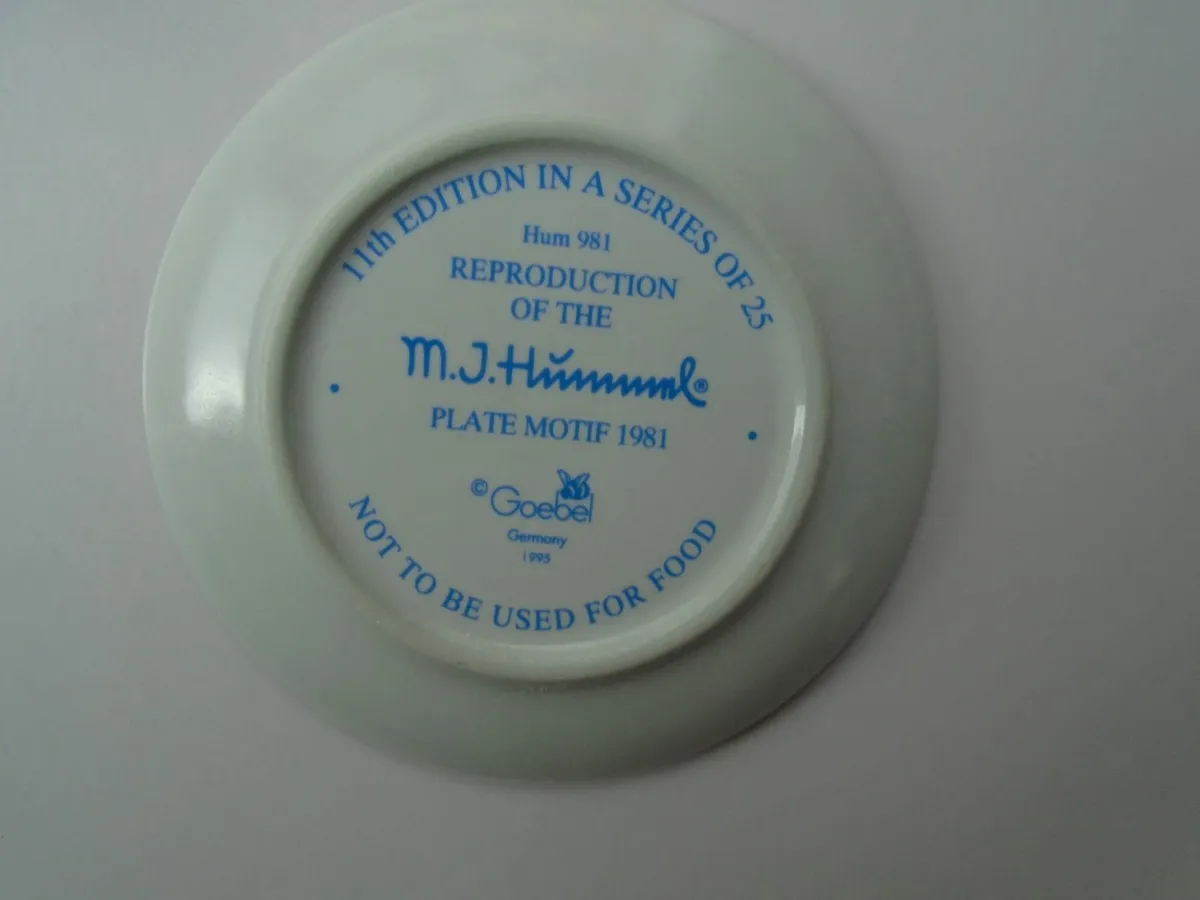 11th EDITION IN A SERIES OF 25
Hum 981
REPRODUCTION
OF THE
M.J.Hummel®
PLATE MOTIF 1981
© Goebel
Germany
1995
NOT TO BE USED FOR FOOD